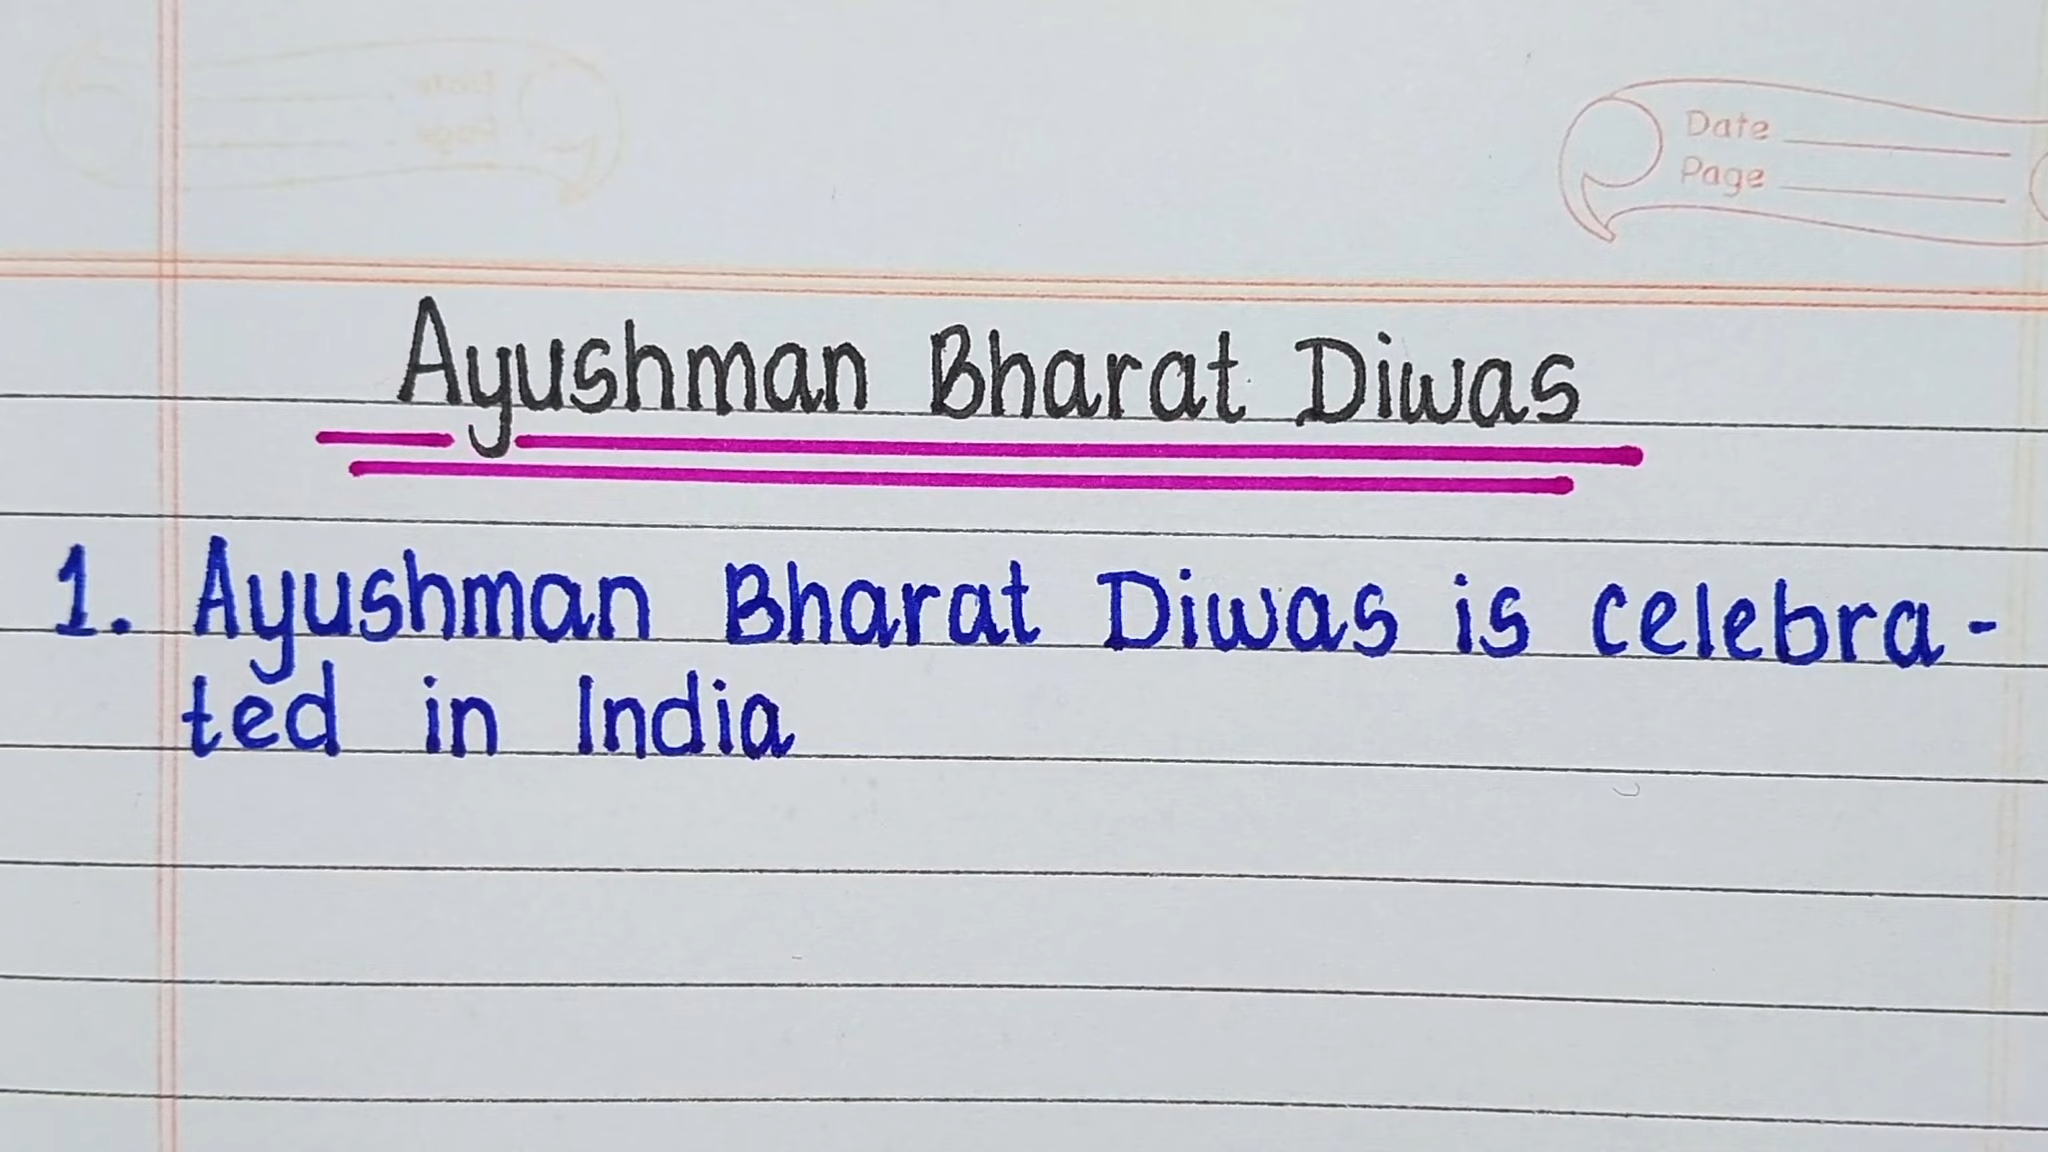 Date
Page
Ayushman Bharat Diwas
1. Ayushman Bharat Diwas is celebra-
ted in India